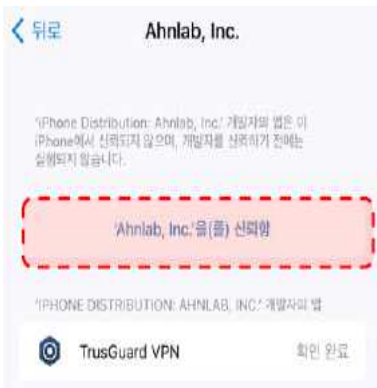 뒤로
Ahnlab, Inc.
'iPhone Distribution: Ahnlab, Inc.' 개발자의 앱은 이
iPhone에서 신뢰되지 않으며, 개발자를 신뢰하기 전에는
실행되지 않습니다.
'Ahnlab, Inc.'을(를) 신뢰함
'IPHONE DISTRIBUTION: AHNLAB, INC.' 개발자의 앱
TrusGuard VPN
확인 완료